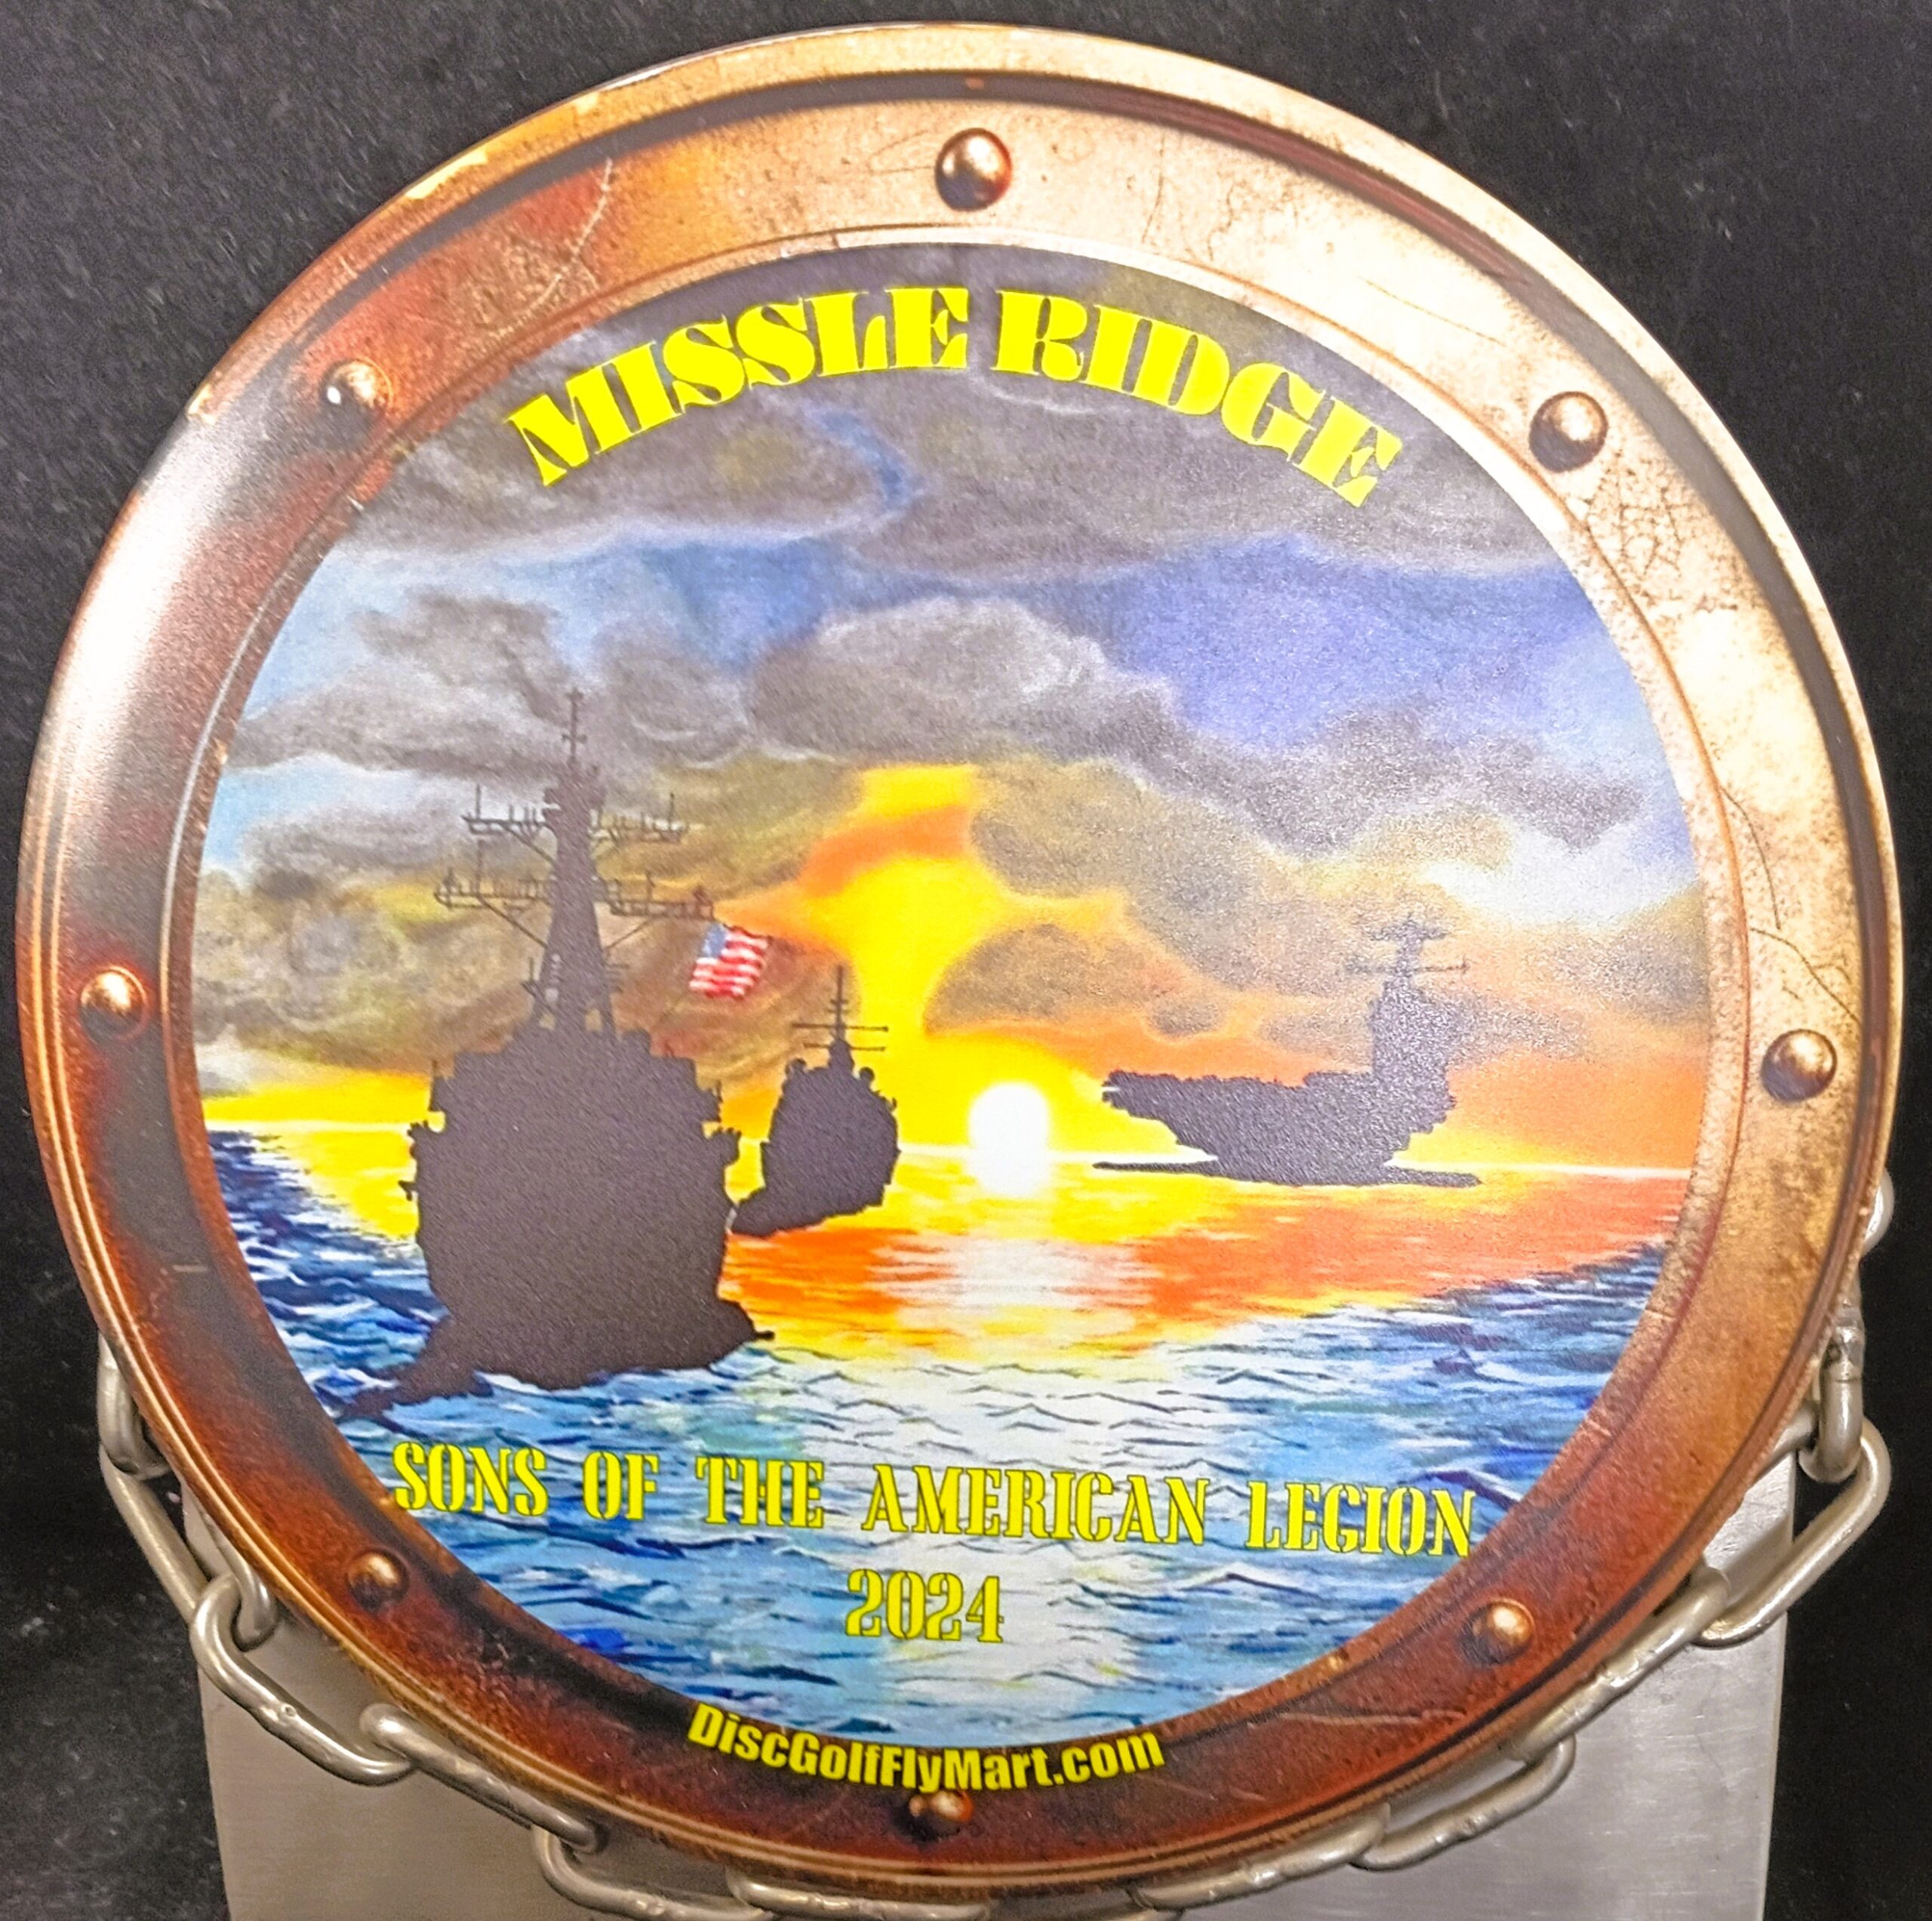 MISSLE RIDGE
SONS OF THE AMERICAN LEGION
2024
DiscGolfFlyMart.com